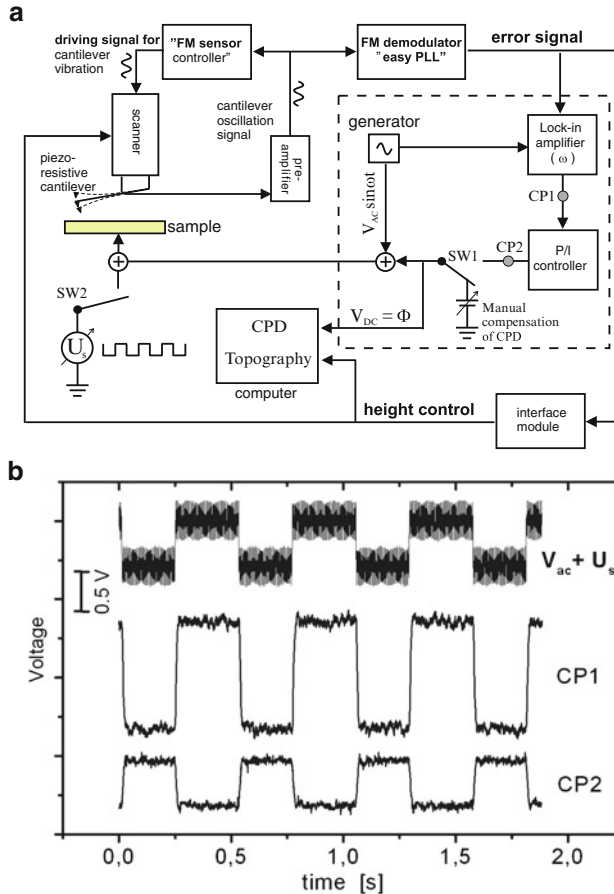 a
driving signal for
cantilever
vibration
"FM sensor
controller"
FM demodulator
"easy PLL"
error signal
scanner
cantilever
oscillation
signal
pre-
amplifier
generator
Lock-in
amplifier
( ω )
piezo-
resistive
cantilever
V_AC sinωt
CP1
sample
SW1
CP2
P/I
controller
SW2
V_DC = Φ
Manual
compensation
of CPD
U_s
CPD
Topography
computer
height control
interface
module
b
V_ac + U_s
0.5 V
Voltage
CP1
CP2
0,0 0,5 1,0 1,5 2,0
time [s]